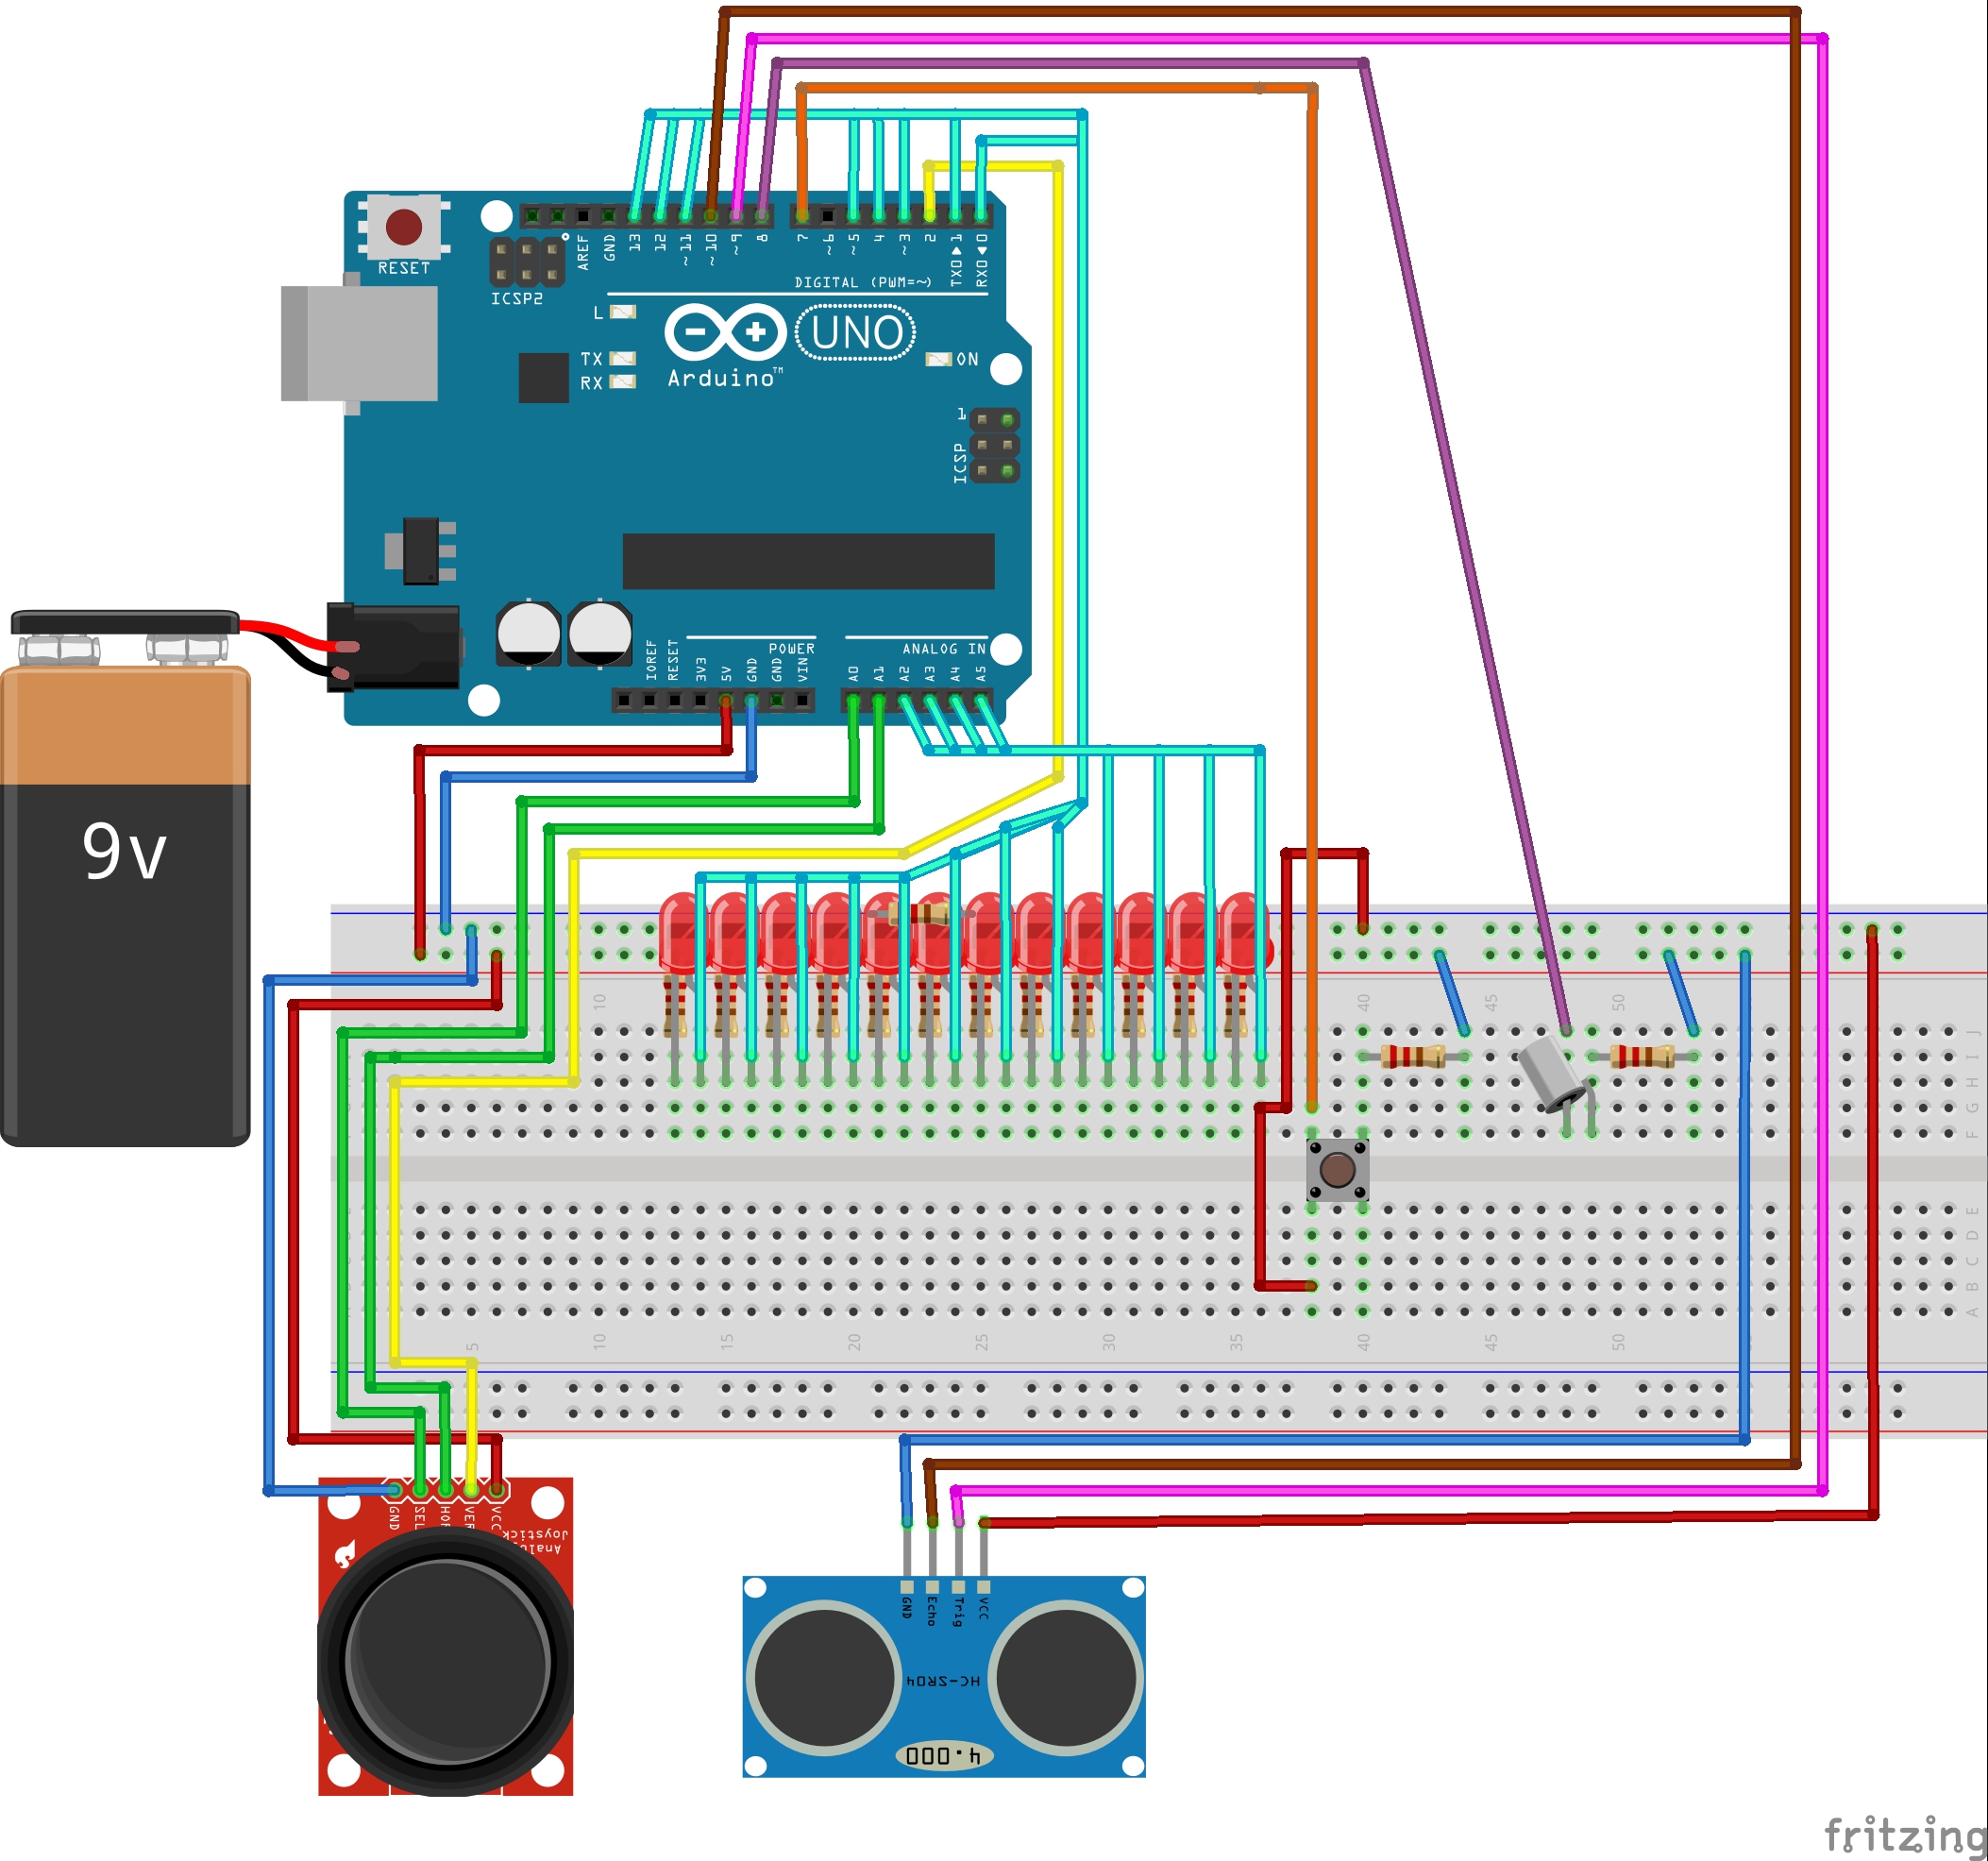 RESET
ICSP2
AREF
GND
13
12
~11
~10
~9
8
7
~6
~5
4
~3
2
TX0▶1
RX0◀0
DIGITAL (PWM=~)
L
TX
RX
Arduino™
UNO
ON
1
ICSP
IOREF
RESET
3V3
5V
GND
GND
VIN
POWER
A0
A1
A2
A3
A4
A5
ANALOG IN
9v
10
40
45
50
J
I
H
G
F
E
D
C
B
A
5
10
15
20
25
30
35
40
45
50
GND
SEL
HOR
VER
VCC
Joystick
GND
Echo
Trig
VCC
HC-SR04
4.000
fritzing